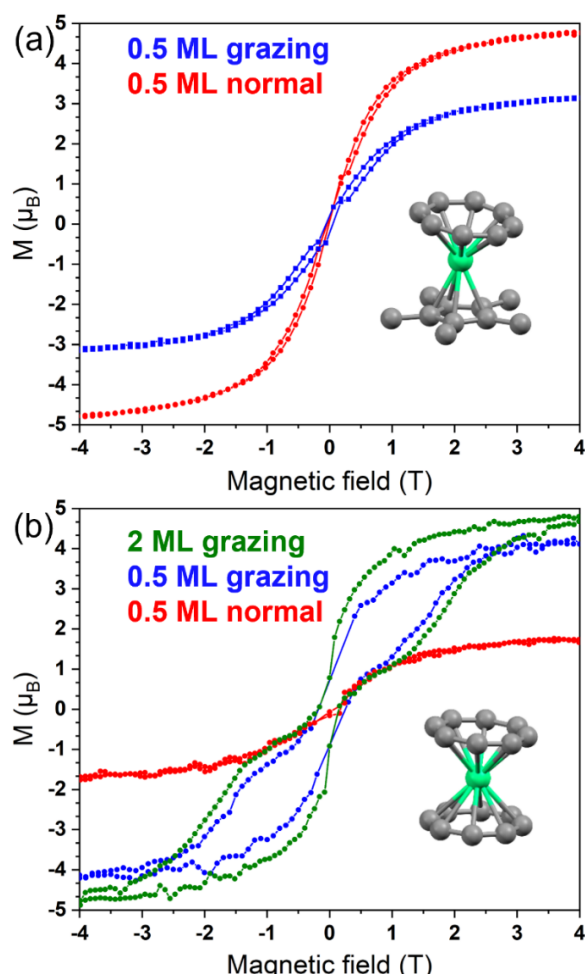 (a)
0.5 ML grazing
0.5 ML normal
M (μB)
5
4
3
2
1
0
-1
-2
-3
-4
-5
-4 -3 -2 -1 0 1 2 3 4
Magnetic field (T)
(b)
2 ML grazing
0.5 ML grazing
0.5 ML normal
M (μB)
5
4
3
2
1
0
-1
-2
-3
-4
-5
-4 -3 -2 -1 0 1 2 3 4
Magnetic field (T)